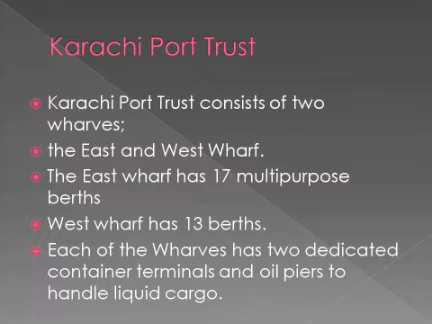 Karachi Port Trust
Karachi Port Trust consists of two
wharves;
the East and West Wharf.
The East wharf has 17 multipurpose
berths
West wharf has 13 berths.
Each of the Wharves has two dedicated
container terminals and oil piers to
handle liquid cargo.